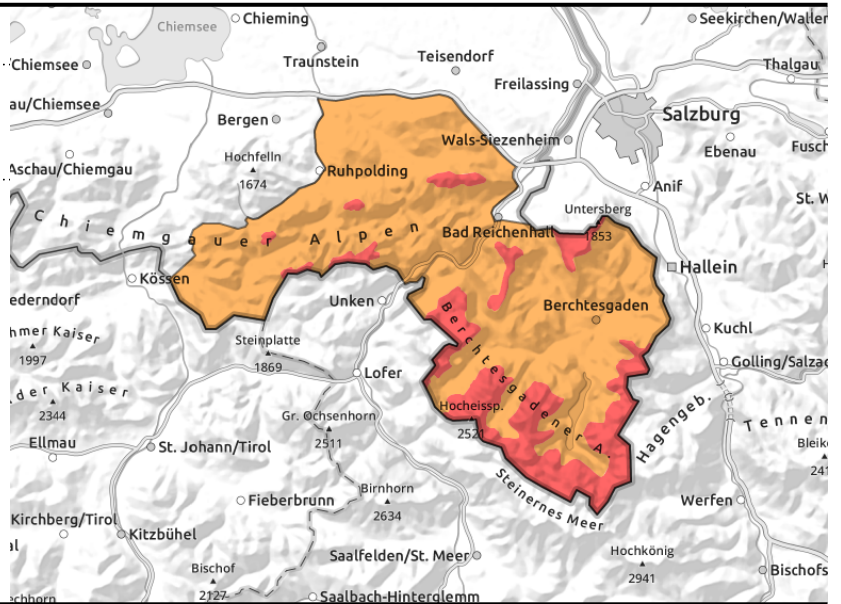 Chiemsee
Chieming
Seekirchen/Waller
Chiemsee
Traunstein
Teisendorf
Thalgau
Freilassing
au/Chiemsee
Bergen
Salzburg
Wals-Siezenheim
Ebenau
Fusch
Aschau/Chiemgau
Hochfelln
1674
Ruhpolding
Anif
St. W
Untersberg
1853
Chiemgauer Alpen
Bad Reichenhall
Hallein
Kössen
ederndorf
Unken
Berchtesgaden
hmer Kaiser
1997
Steinplatte
1869
Kuchl
Berchtesgadener A.
Lofer
Golling/Salzac
der Kaiser
2344
Hocheissp.
2521
Hagengeb.
Tennen
Gr. Ochsenhorn
2511
Ellmau
St. Johann/Tirol
Bleik
241
Steinernes Meer
Birnhorn
2634
Fieberbrunn
Werfen
Kirchberg/Tirol
Kitzbühel
al
Saalfelden/St. Meer
Hochkönig
2941
Bischof
2127
Bischofs
echhorn
Saalbach-Hinterglemm